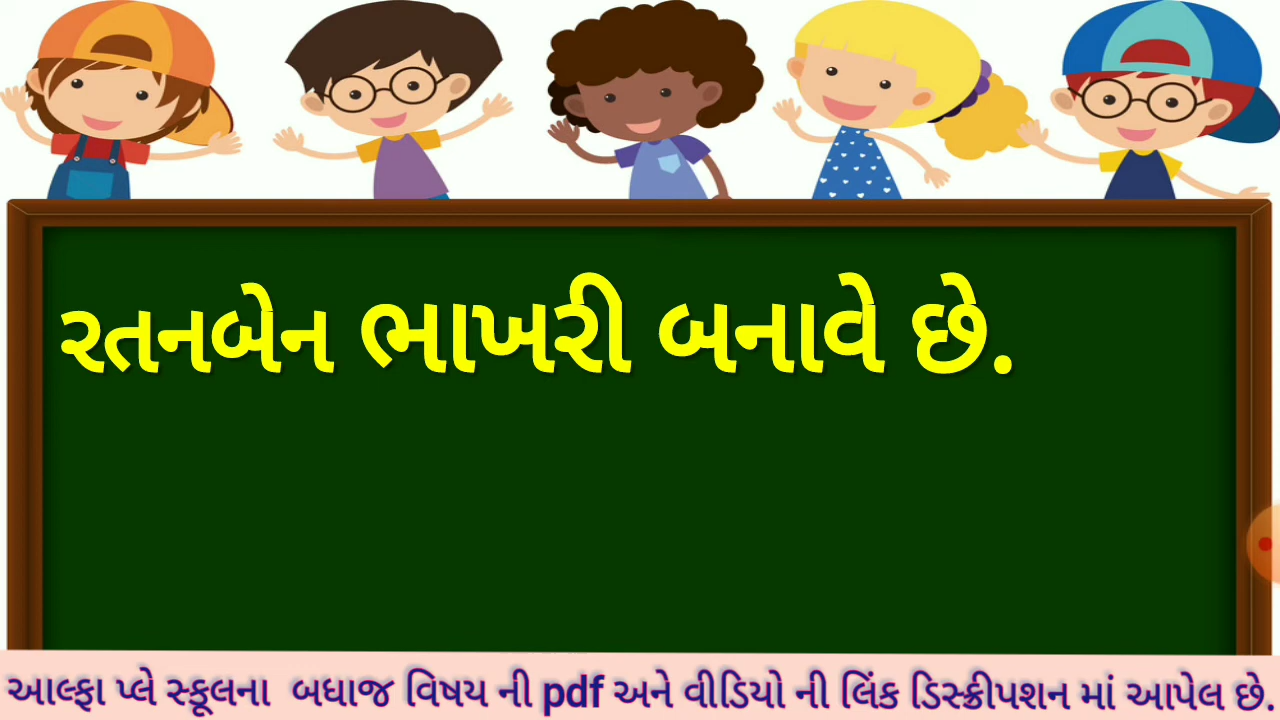 રતનબેન ભાખરી બનાવે છે.
આલ્ફા પ્લે સ્કૂલના બધાજ વિષય ની pdf અને વીડિયો ની લિંક ડિસ્ક્રીપશન માં આપેલ છે.